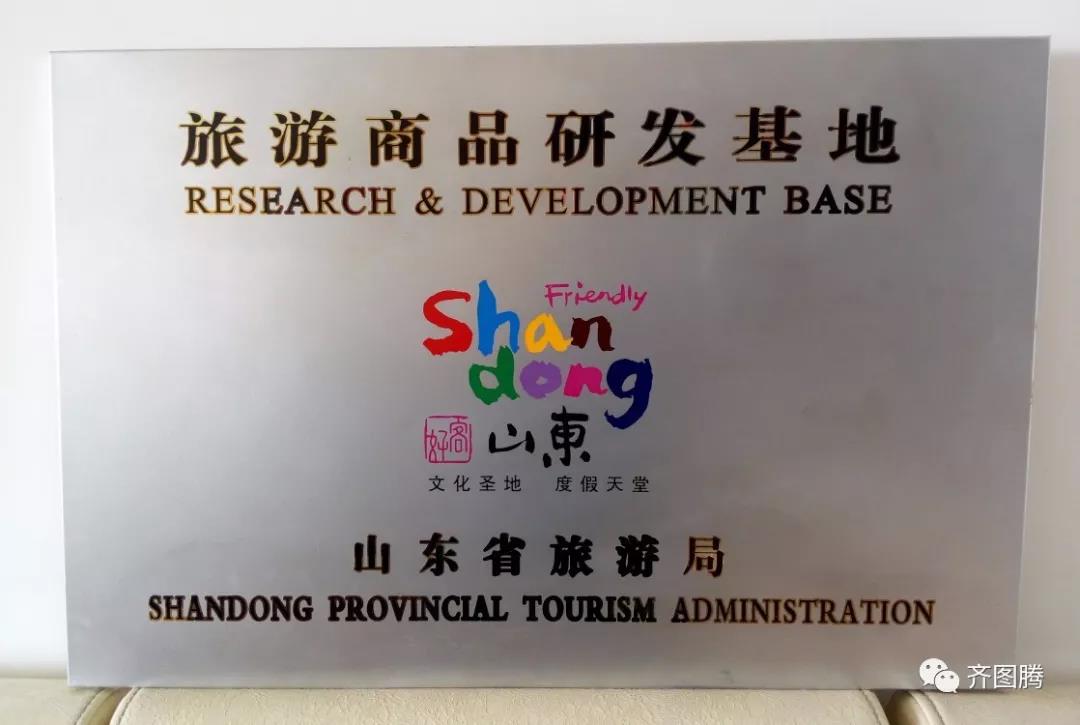 旅游商品研发基地
RESEARCH & DEVELOPMENT BASE
Friendly
Shan
dong
好客 山東
文化圣地 度假天堂
山东省旅游局
SHANDONG PROVINCIAL TOURISM ADMINISTRATION
齐图腾